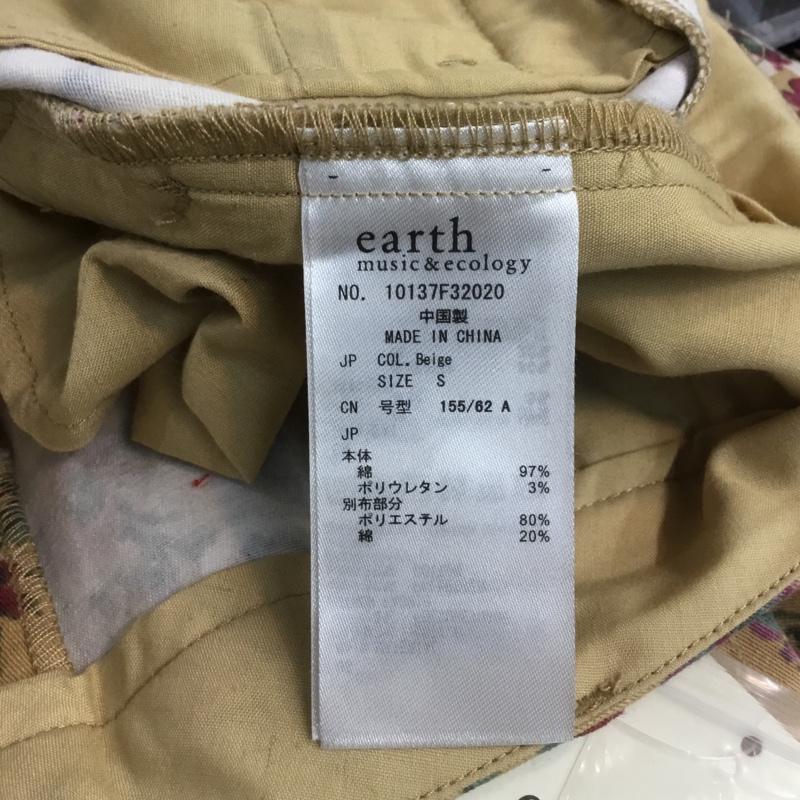 earth
music&ecology
NO. 10137F32020
中国製
MADE IN CHINA
JP COL. Beige
SIZE S
CN 号型 155/62 A
JP
本体
綿 97%
ポリウレタン 3%
別布部分
ポリエステル 80%
綿 20%